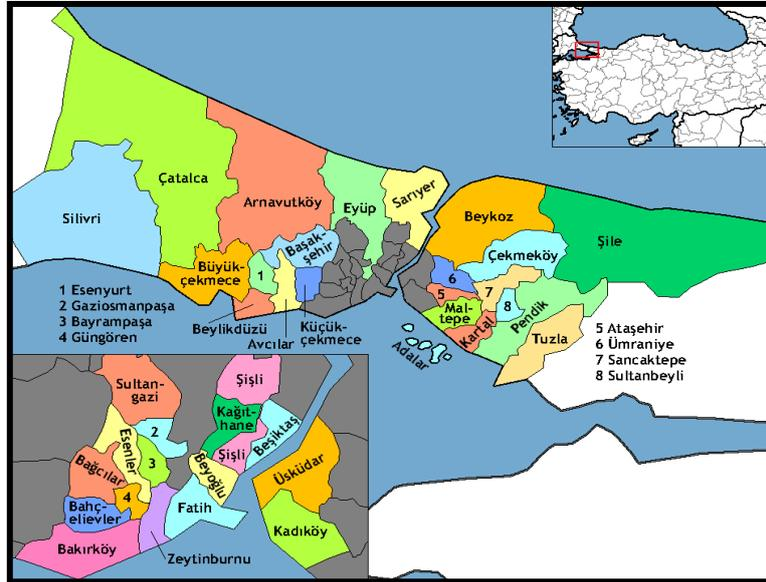 Çatalca
Silivri
Arnavutköy
Eyüp
Sarıyer
Büyük-
çekmece
1
Başak-
şehir
Beylikdüzü
Avcılar
Küçük-
çekmece
Beykoz
Şile
Çekmeköy
6
5
7
8
Mal-
tepe
Kartal
Pendik
Tuzla
Adalar
1 Esenyurt
2 Gaziosmanpaşa
3 Bayrampaşa
4 Güngören
5 Ataşehir
6 Ümraniye
7 Sancaktepe
8 Sultanbeyli
Sultan-
gazi
Şişli
Kağıt-
hane
Beşiktaş
2
Esenler
3
Şişli
Bağcılar
Beyoğlu
Üsküdar
4
Bahç-
elievler
Fatih
Kadıköy
Bakırköy
Zeytinburnu